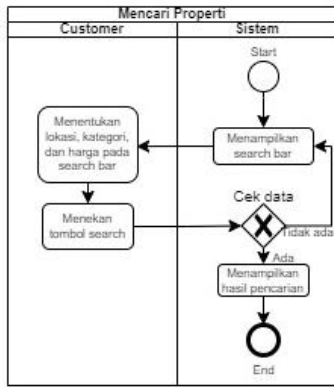 Mencari Properti
Customer
Sistem
Start
Menentukan
lokasi, kategori,
dan harga pada
search bar
Menampilkan
search bar
Menekan
tombol search
Cek data
Tidak ada
Ada
Menampilkan
hasil pencarian
End